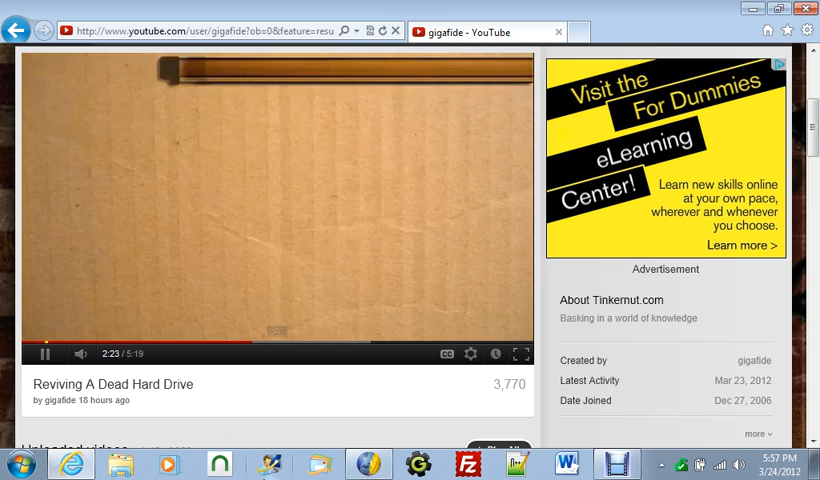 http://www.youtube.com/user/gigafide?ob=0&feature=resu
gigafide - YouTube
Visit the
For Dummies
eLearning
Center!
Learn new skills online
at your own pace,
wherever and whenever
you choose.
Learn more >
Advertisement
About Tinkernut.com
Basking in a world of knowledge
Created by gigafide
Latest Activity Mar 23, 2012
Date Joined Dec 27, 2006
more
2:23 / 5:19
CC
Reviving A Dead Hard Drive
3,770
by gigafide 18 hours ago
Uploaded videos
5:57 PM
3/24/2012